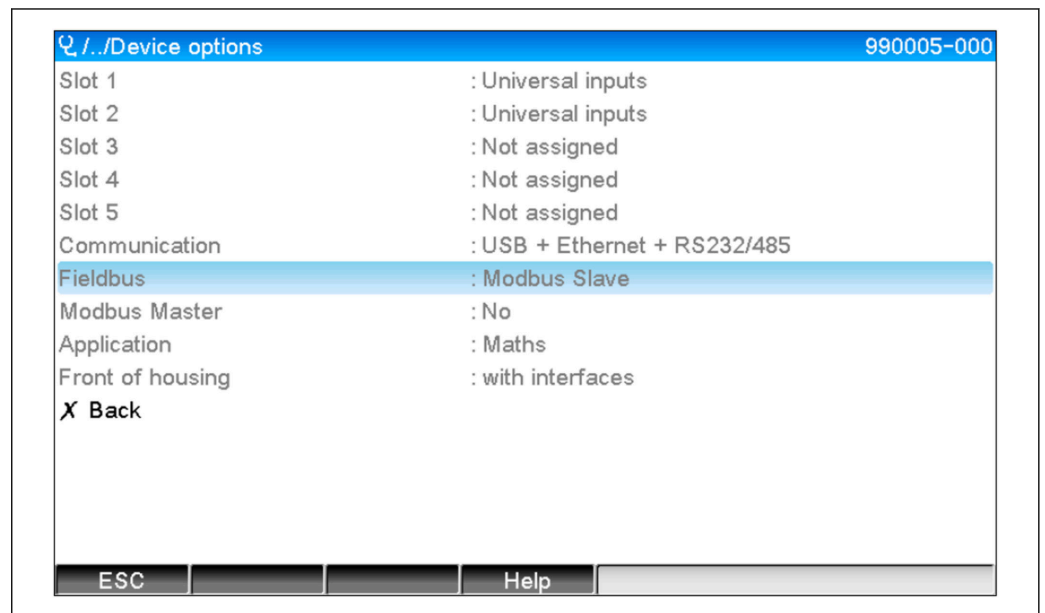 /../Device options 990005-000
Slot 1 : Universal inputs
Slot 2 : Universal inputs
Slot 3 : Not assigned
Slot 4 : Not assigned
Slot 5 : Not assigned
Communication : USB + Ethernet + RS232/485
Fieldbus : Modbus Slave
Modbus Master : No
Application : Maths
Front of housing : with interfaces
X Back
ESC Help